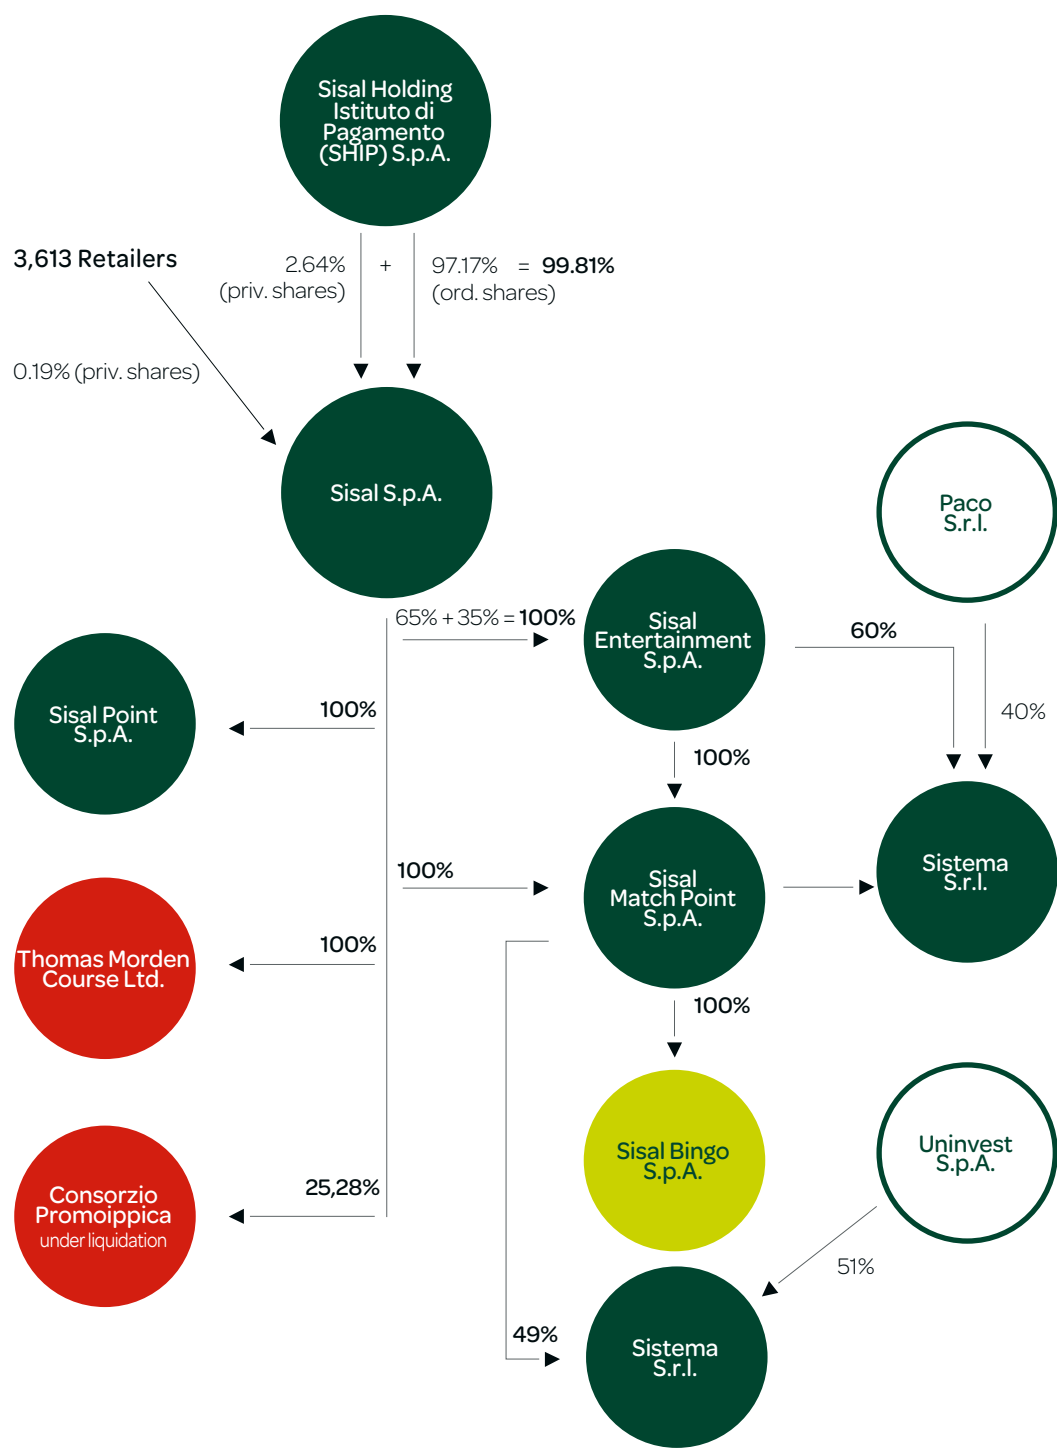 Sisal Holding
Istituto di
Pagamento
(SHIP) S.p.A.
3,613 Retailers
2.64% + 97.17% = 99.81%
(priv. shares) (ord. shares)
0.19% (priv. shares)
Sisal S.p.A.
Paco
S.r.l.
65% + 35% = 100%
Sisal
Entertainment
S.p.A.
60%
40%
Sisal Point
S.p.A.
100%
100%
Sisal
Match Point
S.p.A.
100%
Sistema
S.r.l.
Thomas Morden
Course Ltd.
100%
100%
Sisal Bingo
S.p.A.
Uninvest
S.p.A.
Consorzio
Promoippica
under liquidation
25,28%
51%
49%
Sistema
S.r.l.